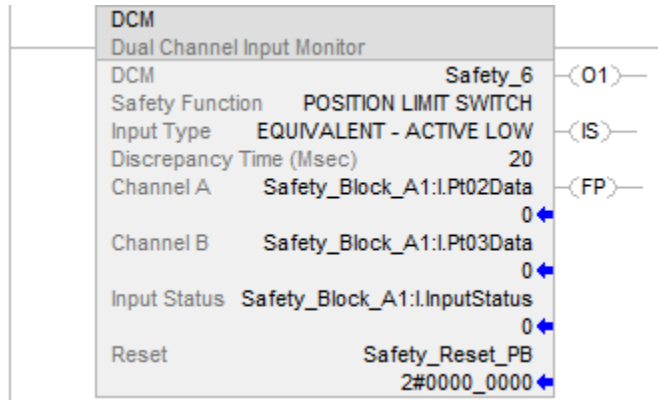 DCM
Dual Channel Input Monitor
DCM Safety_6 (O1)
Safety Function POSITION LIMIT SWITCH
Input Type EQUIVALENT - ACTIVE LOW (IS)
Discrepancy Time (Msec) 20
Channel A Safety_Block_A1:I.Pt02Data (FP)
0
Channel B Safety_Block_A1:I.Pt03Data
0
Input Status Safety_Block_A1:I.InputStatus
0
Reset Safety_Reset_PB
2#0000_0000